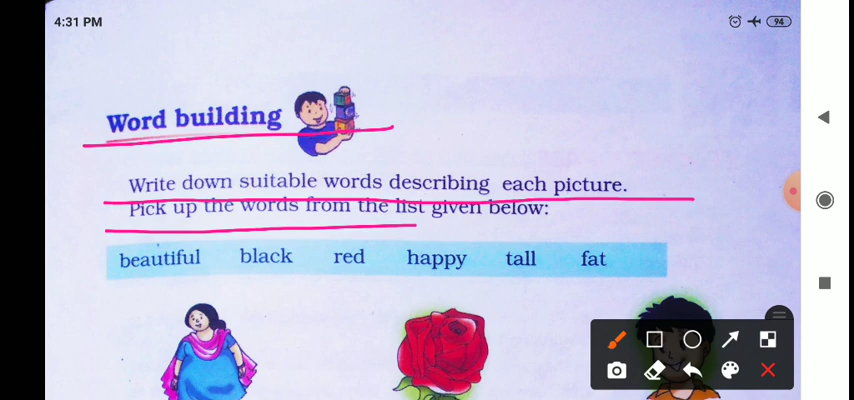 4:31 PM
94
Word building
Write down suitable words describing each picture.
Pick up the words from the list given below:
beautiful black red happy tall fat